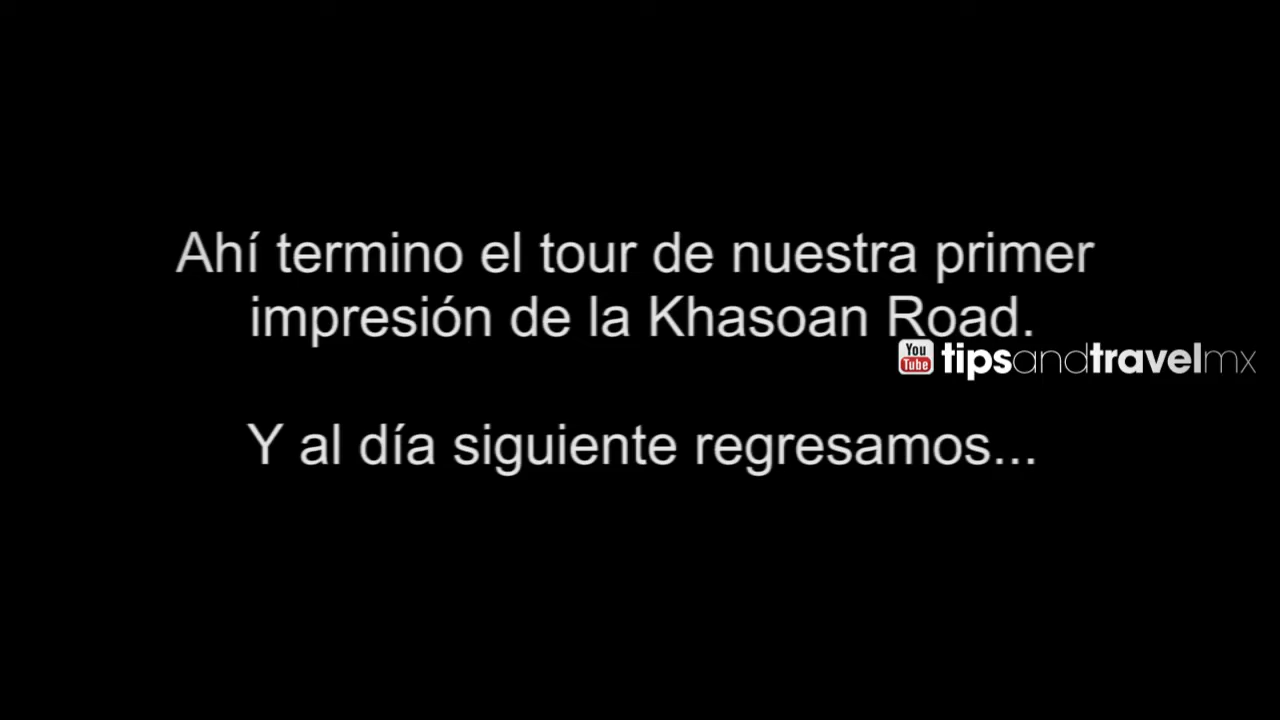 Ahí termino el tour de nuestra primer
impresión de la Khasoan Road.
You Tube tipsandtravelmx
Y al día siguiente regresamos...